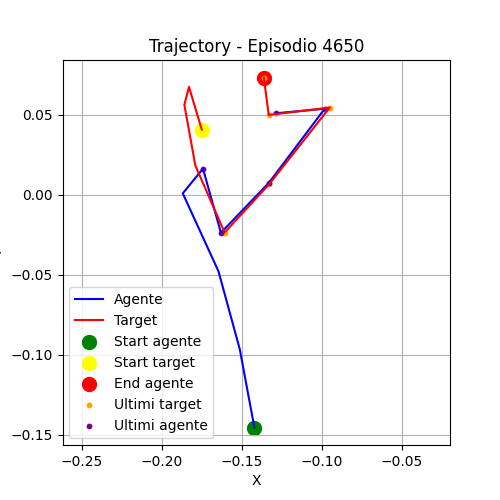 Trajectory - Episodio 4650
0.05
0.00
−0.05
−0.10
−0.15
Agente
Target
Start agente
Start target
End agente
Ultimi target
Ultimi agente
−0.25
−0.20
−0.15
−0.10
−0.05
X